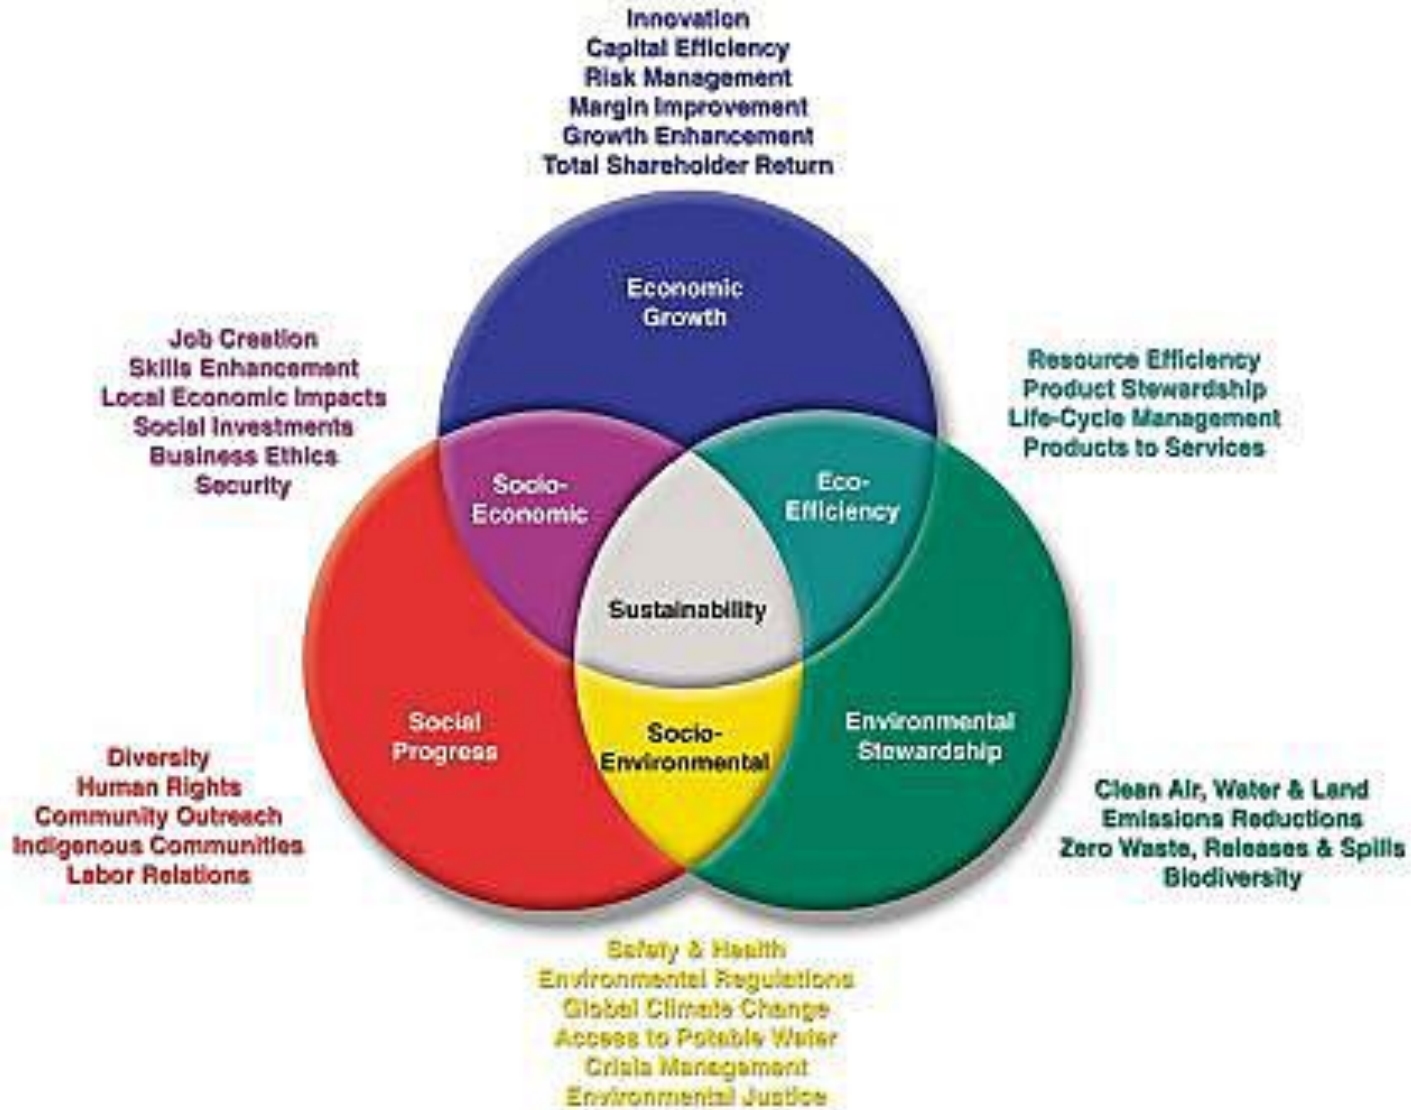 Innovation
Capital Efficiency
Risk Management
Margin Improvement
Growth Enhancement
Total Shareholder Return
Economic
Growth
Job Creation
Skills Enhancement
Local Economic Impacts
Social Investments
Business Ethics
Security
Resource Efficiency
Product Stewardship
Life-Cycle Management
Products to Services
Socio-
Economic
Eco-
Efficiency
Sustainability
Social
Progress
Socio-
Environmental
Environmental
Stewardship
Diversity
Human Rights
Community Outreach
Indigenous Communities
Labor Relations
Clean Air, Water & Land
Emissions Reductions
Zero Waste, Releases & Spills
Biodiversity
Safety & Health
Environmental Regulations
Global Climate Change
Access to Potable Water
Crisis Management
Environmental Justice